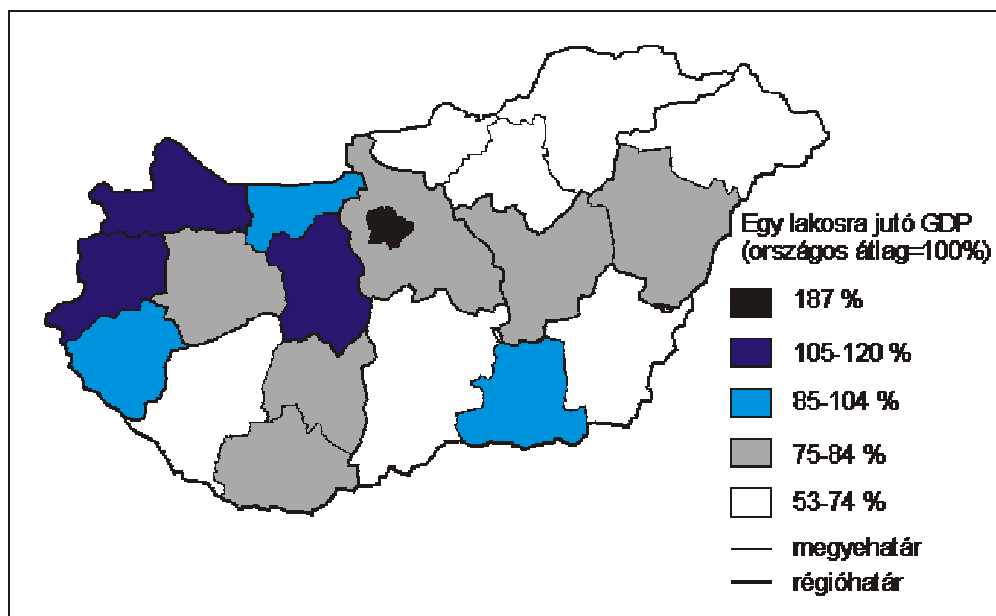 Egy lakosra jutó GDP
(országos átlag=100%)
187 %
105-120 %
85-104 %
75-84 %
53-74 %
megyehatár
régióhatár